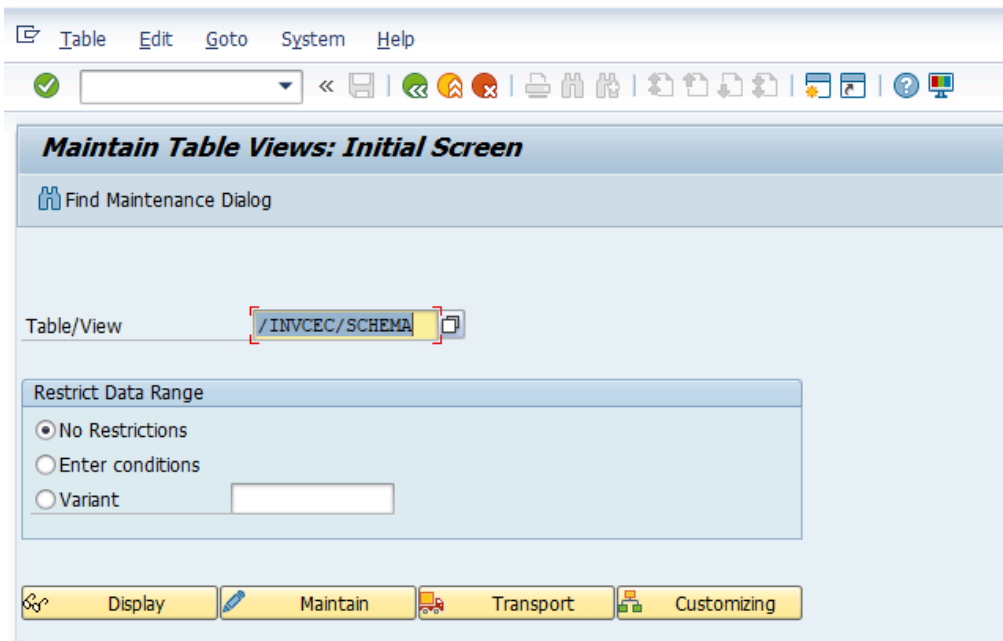 Table Edit Goto System Help
Maintain Table Views: Initial Screen
Find Maintenance Dialog
Table/View /INVCEC/SCHEMA
Restrict Data Range
No Restrictions
Enter conditions
Variant
Display Maintain Transport Customizing